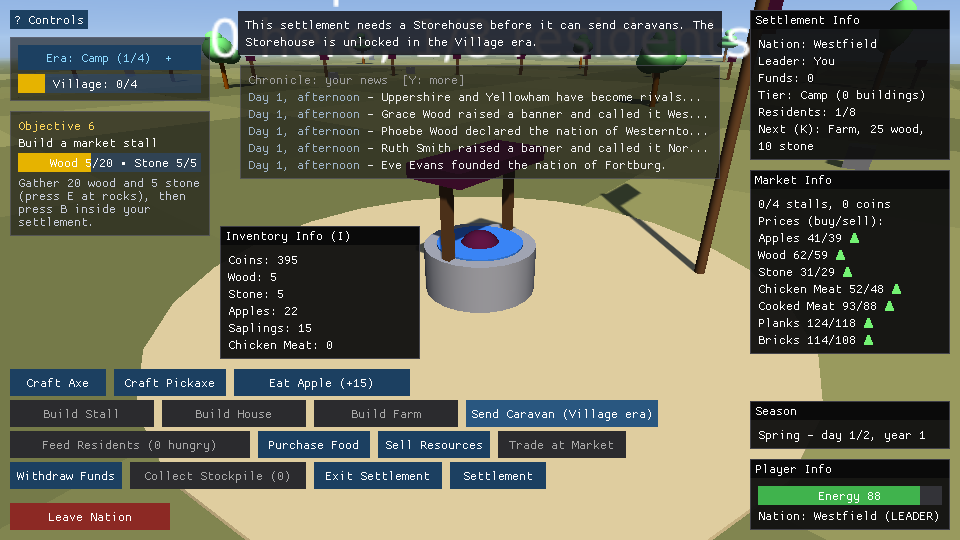 ? Controls
Era: Camp (1/4) +
Village: 0/4
Objective 6
Build a market stall
Wood 5/20 • Stone 5/5
Gather 20 wood and 5 stone
(press E at rocks), then
press B inside your
settlement.
This settlement needs a Storehouse before it can send caravans. The
Storehouse is unlocked in the Village era.
Chronicle: your news [Y: more]
Day 1, afternoon – Uppershire and Yellowham have become rivals...
Day 1, afternoon – Grace Wood raised a banner and called it Wes...
Day 1, afternoon – Phoebe Wood declared the nation of Westernto...
Day 1, afternoon – Ruth Smith raised a banner and called it Nor...
Day 1, afternoon – Eve Evans founded the nation of Fortburg.
Inventory Info (I)
Coins: 395
Wood: 5
Stone: 5
Apples: 22
Saplings: 15
Chicken Meat: 0
Craft Axe
Craft Pickaxe
Eat Apple (+15)
Build Stall
Build House
Build Farm
Send Caravan (Village era)
Feed Residents (0 hungry)
Purchase Food
Sell Resources
Trade at Market
Withdraw Funds
Collect Stockpile (0)
Exit Settlement
Settlement
Leave Nation
Settlement Info
Nation: Westfield
Leader: You
Funds: 0
Tier: Camp (0 buildings)
Residents: 1/8
Next (K): Farm, 25 wood,
10 stone
Market Info
0/4 stalls, 0 coins
Prices (buy/sell):
Apples 41/39
Wood 62/59
Stone 31/29
Chicken Meat 52/48
Cooked Meat 93/88
Planks 124/118
Bricks 114/108
Season
Spring – day 1/2, year 1
Player Info
Energy 88
Nation: Westfield (LEADER)